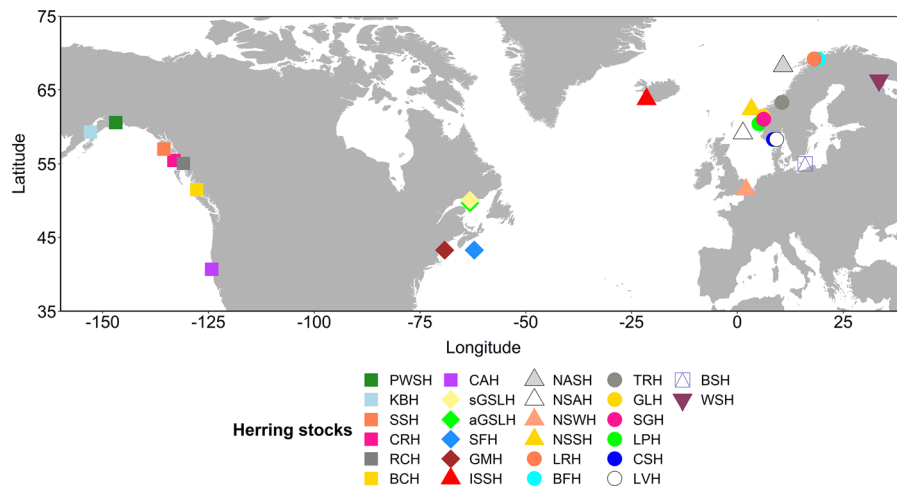 75
65
55
45
35
Latitude
-150
-125
-100
-75
-50
-25
0
25
Longitude
Herring stocks
PWSH CAH NASH TRH BSH
KBH sGSLH NSAH GLH WSH
SSH aGSLH NSWH SGH
CRH SFH NSSH LPH
RCH GMH LRH CSH
BCH ISSH BFH LVH